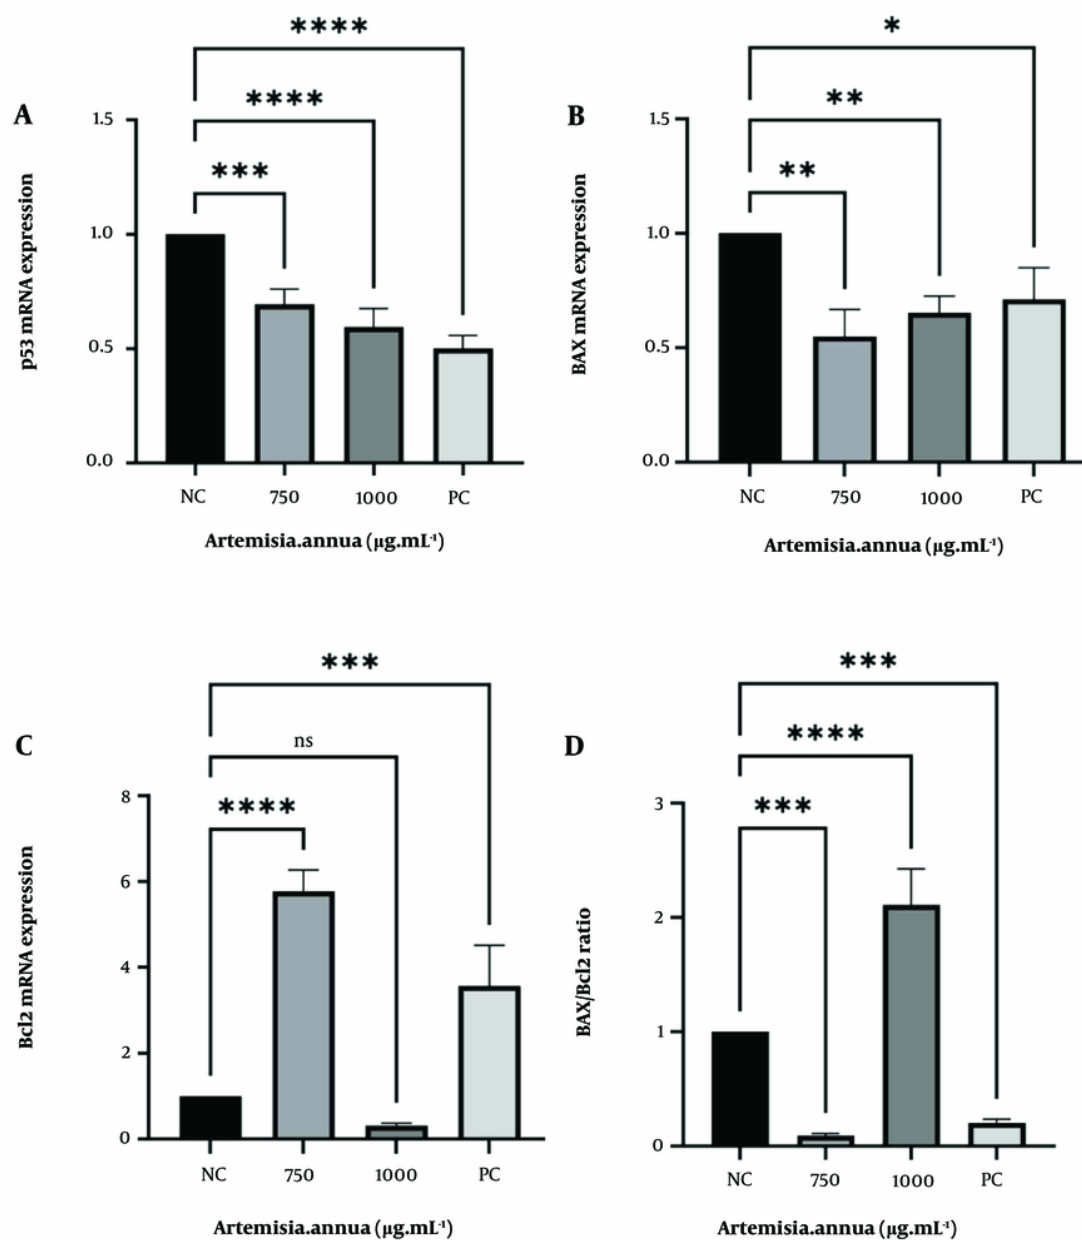 ****
*
****
**
A
B
1.5
1.5
***
**
p53 mRNA expression
BAX mRNA expression
1.0
1.0
0.5
0.5
0.0
0.0
NC 750 1000 PC
NC 750 1000 PC
Artemisia.annua (μg.mL⁻¹)
Artemisia.annua (μg.mL⁻¹)
***
***
C
ns
D
****
8
****
3
***
Bcl2 mRNA expression
BAX/Bcl2 ratio
6
2
4
1
2
0
0
NC 750 1000 PC
NC 750 1000 PC
Artemisia.annua (μg.mL⁻¹)
Artemisia.annua (μg.mL⁻¹)